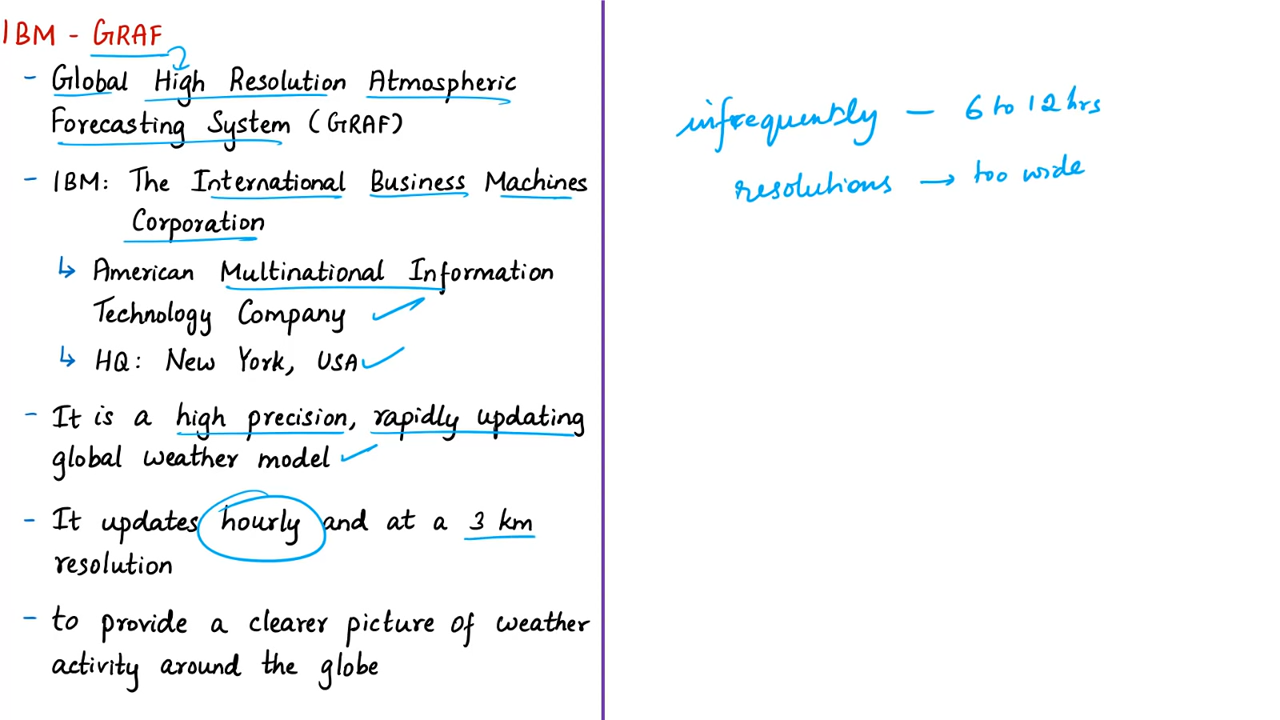 IBM - GRAF
- Global High Resolution Atmospheric
Forecasting System (GRAF)
- IBM: The International Business Machines
Corporation
↳ American Multinational Information
Technology Company
↳ HQ: New York, USA
- It is a high precision, rapidly updating
global weather model
- It updates hourly and at a 3 km
resolution
- to provide a clearer picture of weather
activity around the globe
infrequently - 6 to 12 hrs
resolutions → too wide